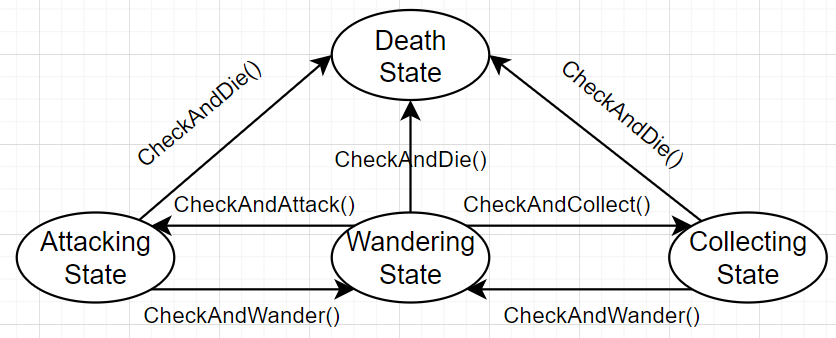 Death
State
CheckAndDie()
CheckAndDie()
CheckAndDie()
CheckAndAttack()
CheckAndCollect()
Attacking
State
Wandering
State
Collecting
State
CheckAndWander()
CheckAndWander()